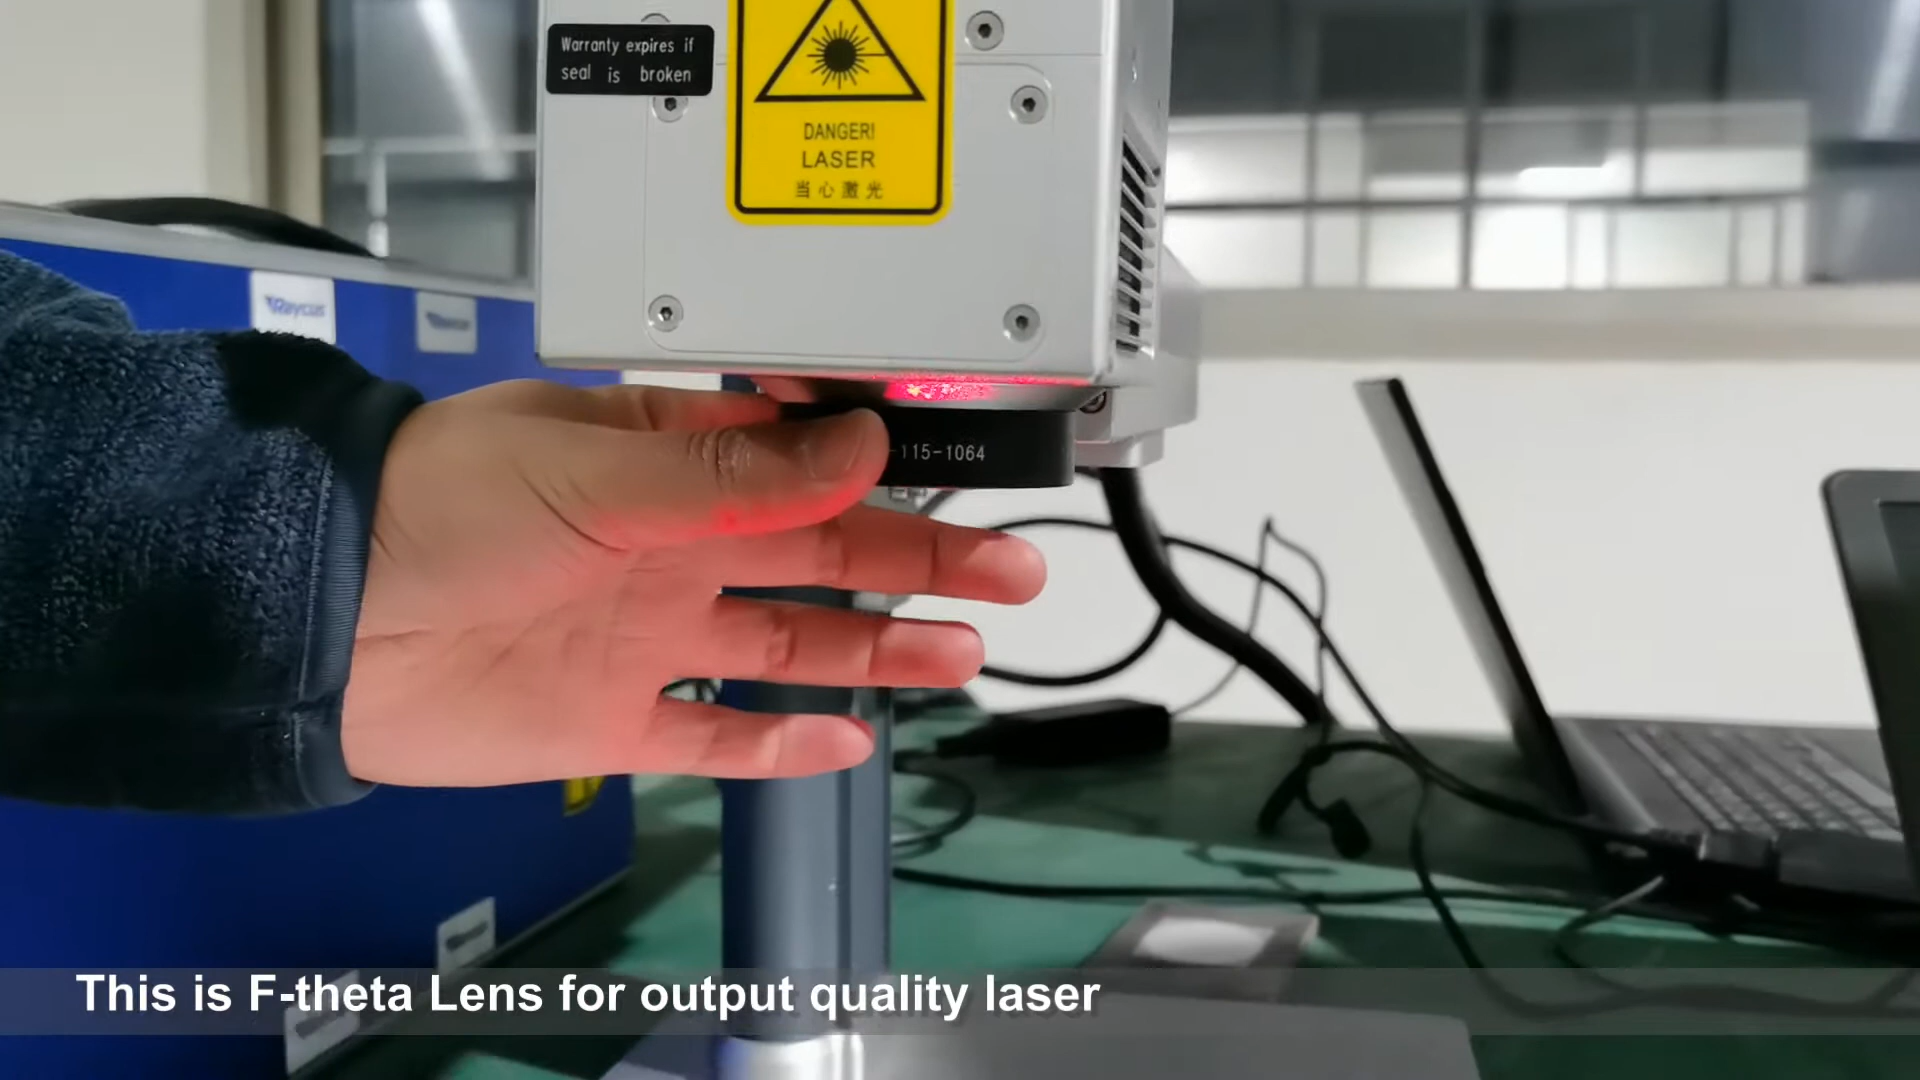 Warranty expires if
seal is broken
DANGER!
LASER
当心激光
Raycus
-115-1064
This is F-theta Lens for output quality laser